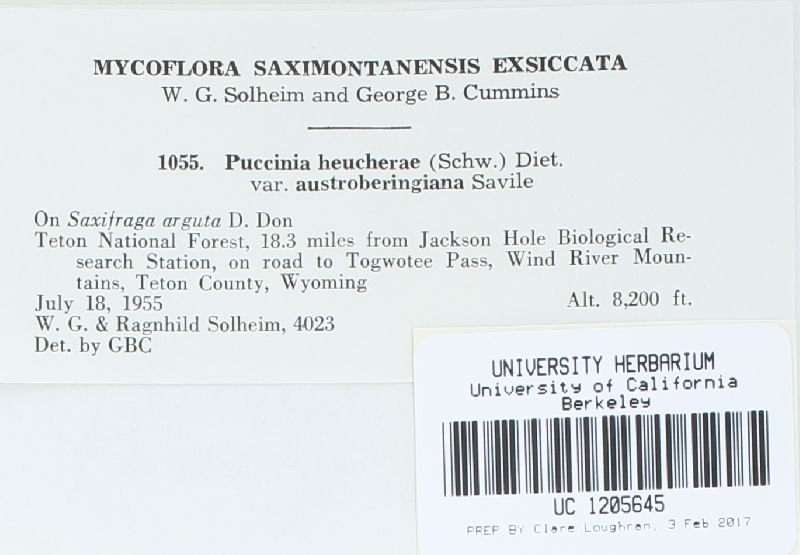 MYCOFLORA SAXIMONTANENSIS EXSICCATA
W. G. Solheim and George B. Cummins
1055. Puccinia heucherae (Schw.) Diet.
var. austroberingiana Savile
On Saxifraga arguta D. Don
Teton National Forest, 18.3 miles from Jackson Hole Biological Re-
search Station, on road to Togwotee Pass, Wind River Moun-
tains, Teton County, Wyoming
July 18, 1955 Alt. 8,200 ft.
W. G. & Ragnhild Solheim, 4023
Det. by GBC
UNIVERSITY HERBARIUM
University of California
Berkeley
UC 1205645
PREP BY Clare Loughran, 3 Feb 2017